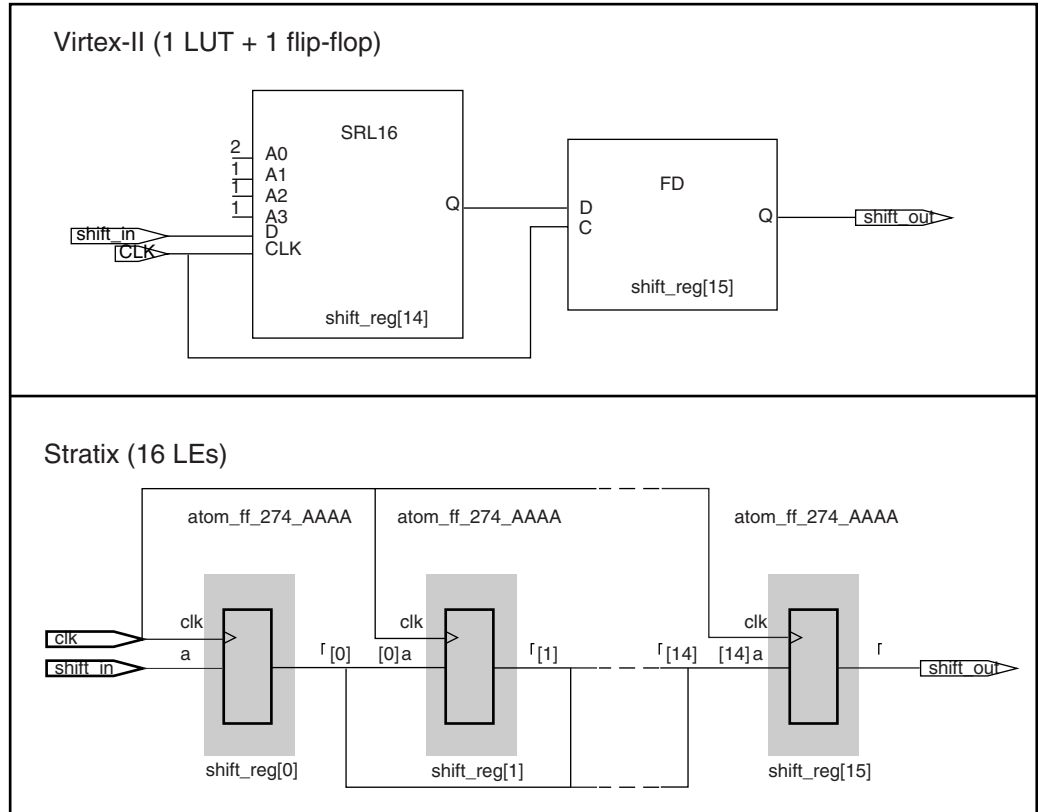 Virtex-II (1 LUT + 1 flip-flop)
SRL16
2 A0
1 A1
1 A2
1 A3
shift_in D
CLK CLK
Q
shift_reg[14]
FD
D
C
Q
shift_out
shift_reg[15]
Stratix (16 LEs)
atom_ff_274_AAAA atom_ff_274_AAAA atom_ff_274_AAAA
clk clk clk clk
shift_in a r [0] [0]a r [1] r [14] [14]a r shift_out
shift_reg[0] shift_reg[1] shift_reg[15]